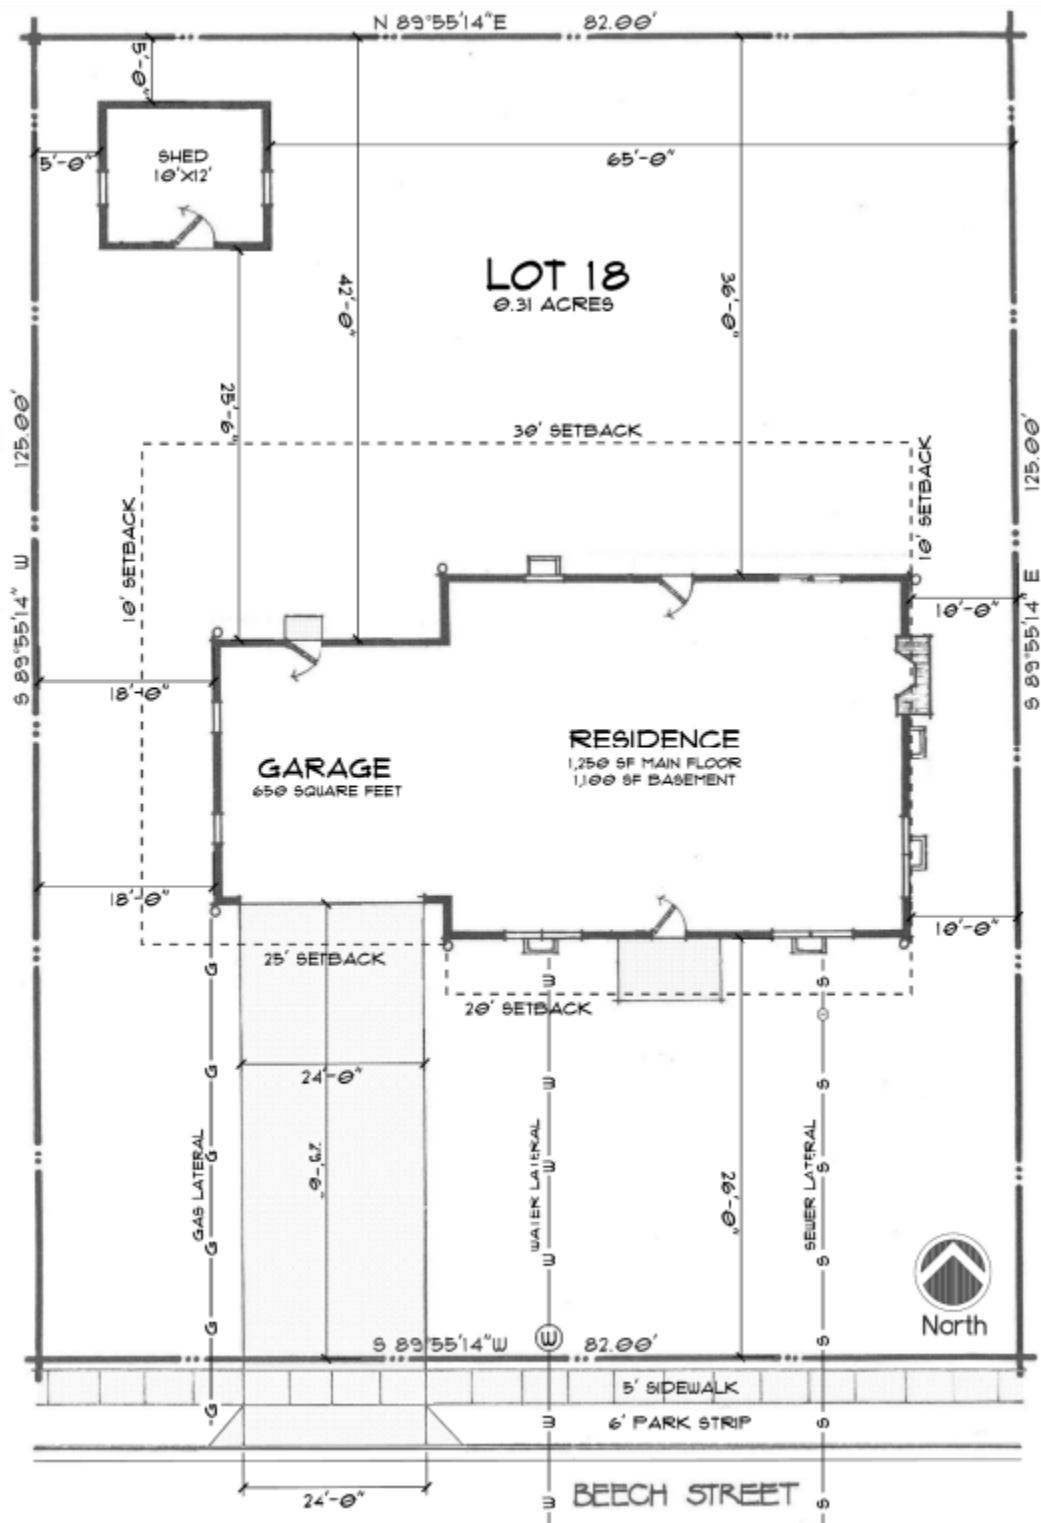 N 89°55'14"E 82.00'
5'-0"
5'-0"
SHED
10'X12'
65'-0"
LOT 18
0.31 ACRES
42'-0"
36'-0"
25'-6"
125.00'
S 89°55'14" W
125.00'
S 89°55'14" E
30' SETBACK
10' SETBACK
10' SETBACK
10'-0"
18'-0"
RESIDENCE
1,250 SF MAIN FLOOR
1,100 SF BASEMENT
GARAGE
650 SQUARE FEET
18'-0"
10'-0"
25' SETBACK
20' SETBACK
G
W
S
24'-0"
G
W
S
GAS LATERAL
WATER LATERAL
SEWER LATERAL
G
W
S
26'-0"
G
W
S
North
G
W
S
S 89°55'14"W 82.00'
5' SIDEWALK
G
W
6' PARK STRIP
S
24'-0"
W
BEECH STREET
S